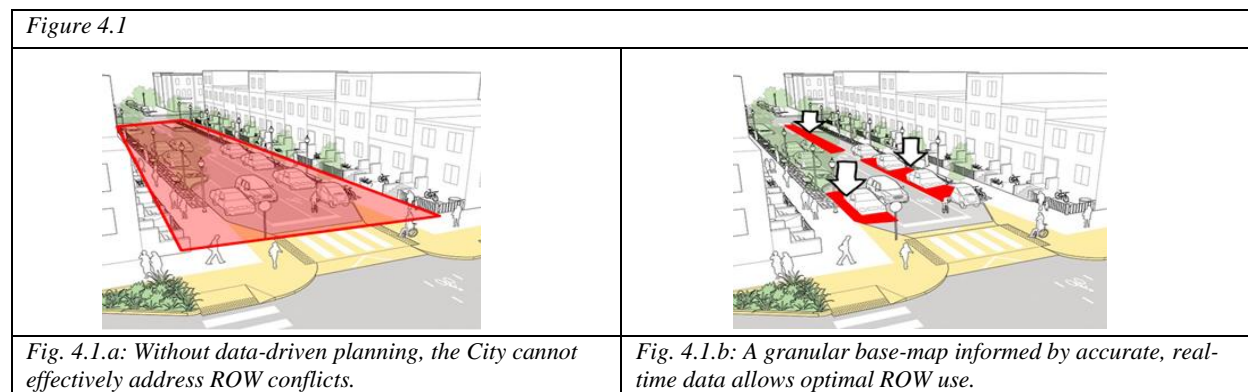 Figure 4.1
Fig. 4.1.a: Without data-driven planning, the City cannot
effectively address ROW conflicts.
Fig. 4.1.b: A granular base-map informed by accurate, real-
time data allows optimal ROW use.